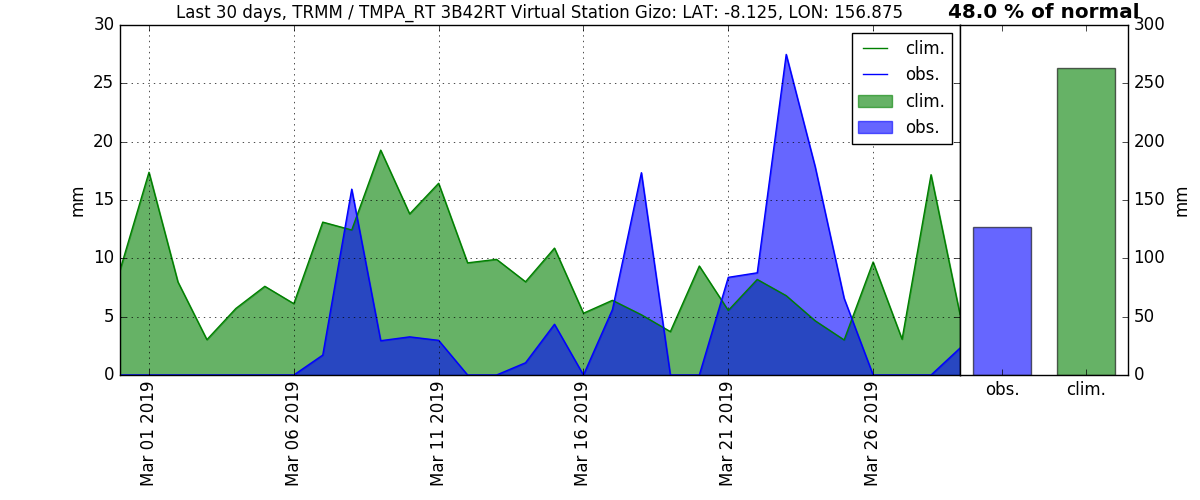 Last 30 days, TRMM / TMPA_RT 3B42RT Virtual Station Gizo: LAT: -8.125, LON: 156.875
48.0 % of normal
30
25
20
15
10
5
0
mm
clim.
obs.
clim.
obs.
Mar 01 2019
Mar 06 2019
Mar 11 2019
Mar 16 2019
Mar 21 2019
Mar 26 2019
300
250
200
150
100
50
0
mm
obs.
clim.